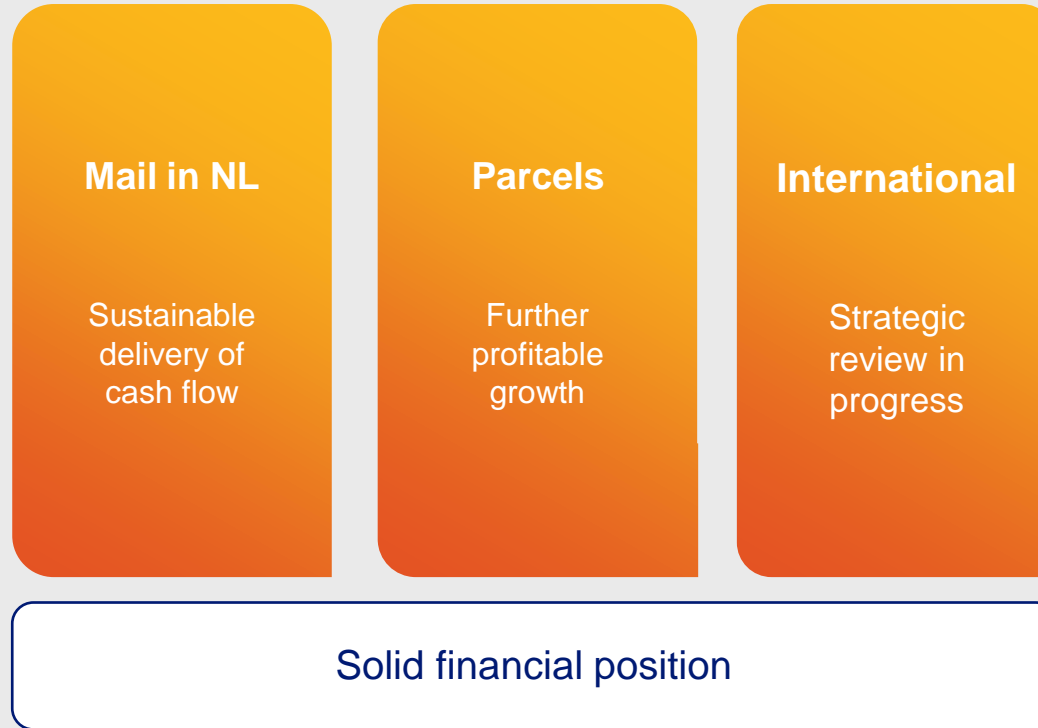 Mail in NL
Sustainable
delivery of
cash flow
Parcels
Further
profitable
growth
International
Strategic
review in
progress
Solid financial position